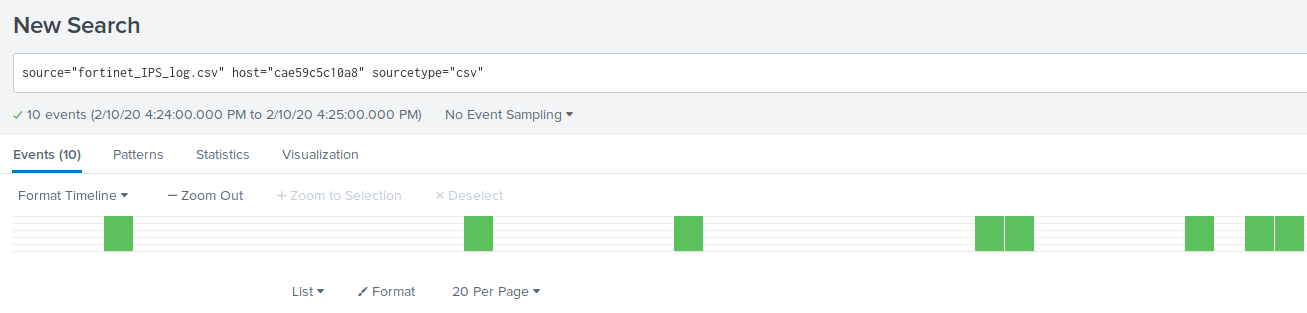 New Search
source="fortinet_IPS_log.csv" host="cae59c5c10a8" sourcetype="csv"
✓ 10 events (2/10/20 4:24:00.000 PM to 2/10/20 4:25:00.000 PM) No Event Sampling ▾
Events (10) Patterns Statistics Visualization
Format Timeline ▾ — Zoom Out + Zoom to Selection × Deselect
List ▾ Format 20 Per Page ▾